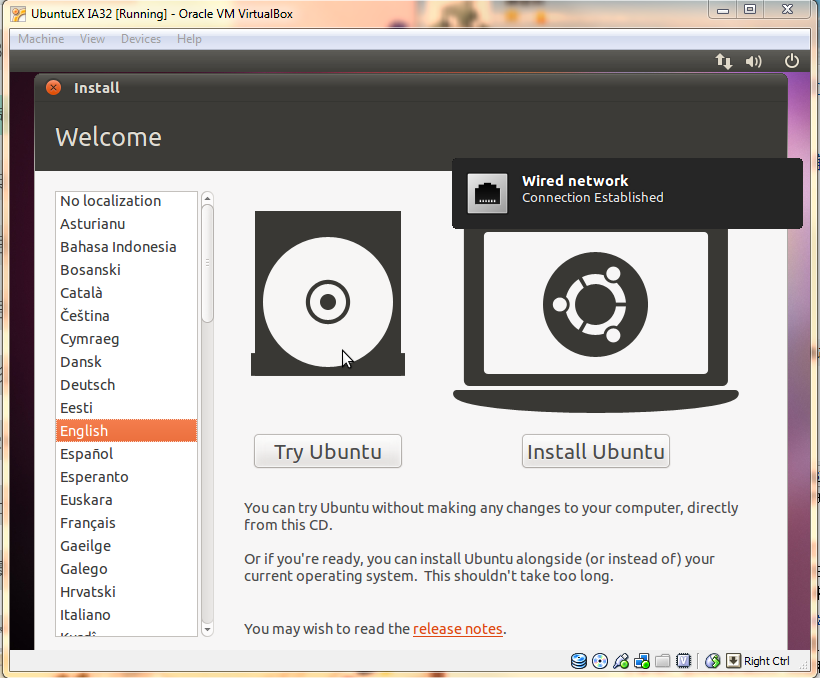 UbuntuEX IA32 [Running] - Oracle VM VirtualBox
Machine View Devices Help
Install
Welcome
Wired network
Connection Established
No localization
Asturianu
Bahasa Indonesia
Bosanski
Català
Čeština
Cymraeg
Dansk
Deutsch
Eesti
English
Español
Esperanto
Euskara
Français
Gaeilge
Galego
Hrvatski
Italiano
Kurdî
Try Ubuntu
Install Ubuntu
You can try Ubuntu without making any changes to your computer, directly
from this CD.
Or if you're ready, you can install Ubuntu alongside (or instead of) your
current operating system. This shouldn't take too long.
You may wish to read the release notes.
Right Ctrl